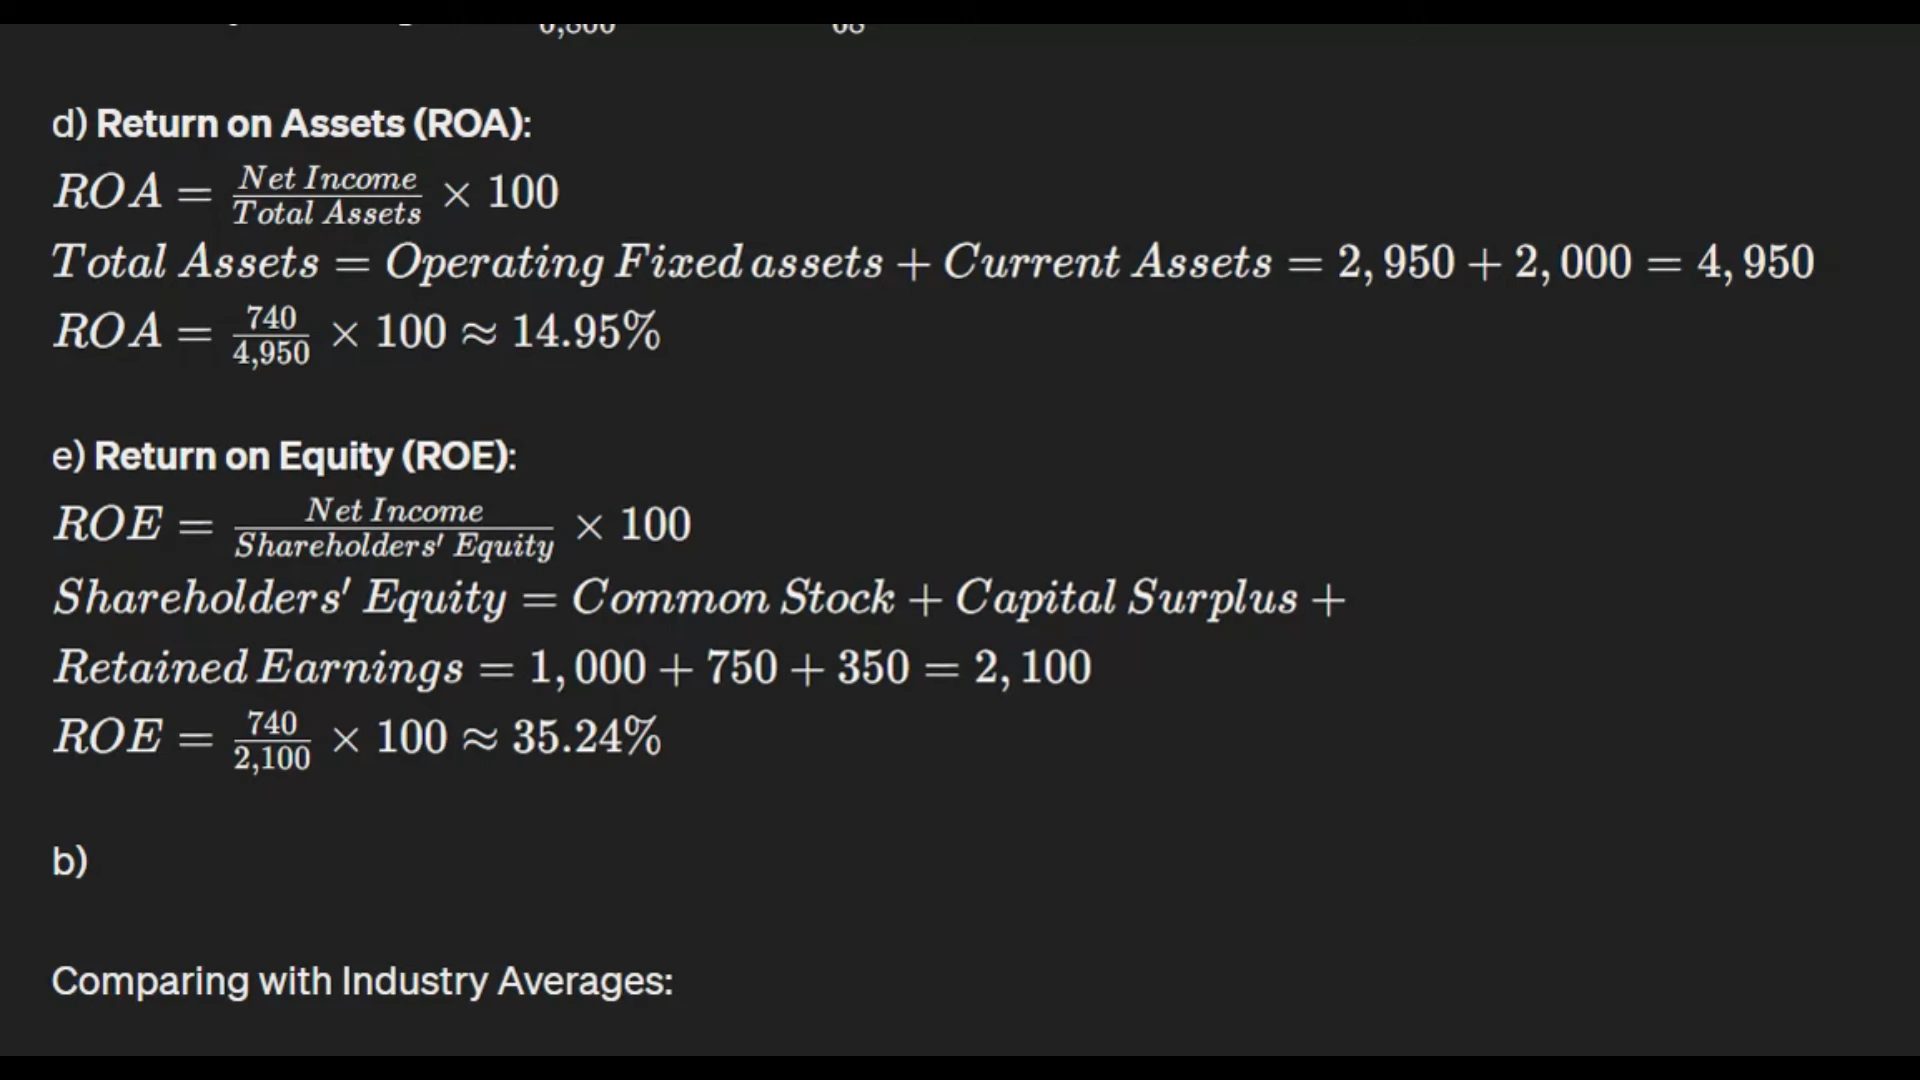 d) Return on Assets (ROA):
ROA = Net Income / Total Assets × 100
Total Assets = Operating Fixed assets + Current Assets = 2,950 + 2,000 = 4,950
ROA = 740 / 4,950 × 100 ≈ 14.95%
e) Return on Equity (ROE):
ROE = Net Income / Shareholders' Equity × 100
Shareholders' Equity = Common Stock + Capital Surplus +
Retained Earnings = 1,000 + 750 + 350 = 2,100
ROE = 740 / 2,100 × 100 ≈ 35.24%
b)
Comparing with Industry Averages: